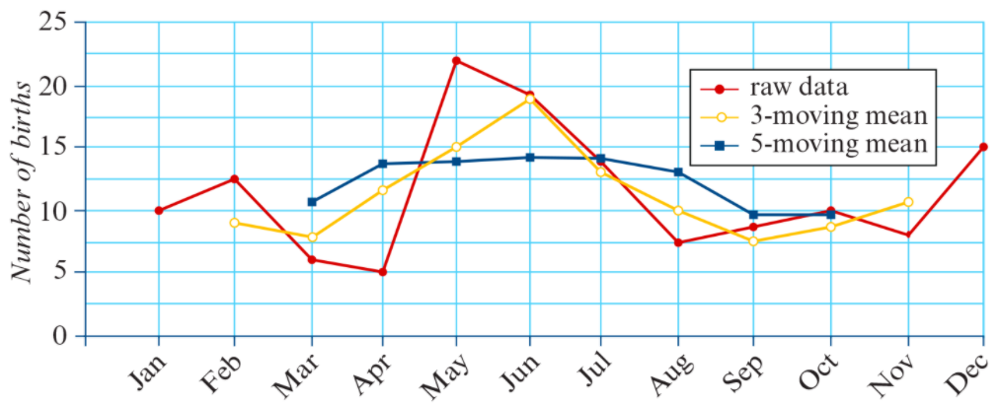 25
20
15
10
5
0
Number of births
raw data
3-moving mean
5-moving mean
Jan
Feb
Mar
Apr
May
Jun
Jul
Aug
Sep
Oct
Nov
Dec